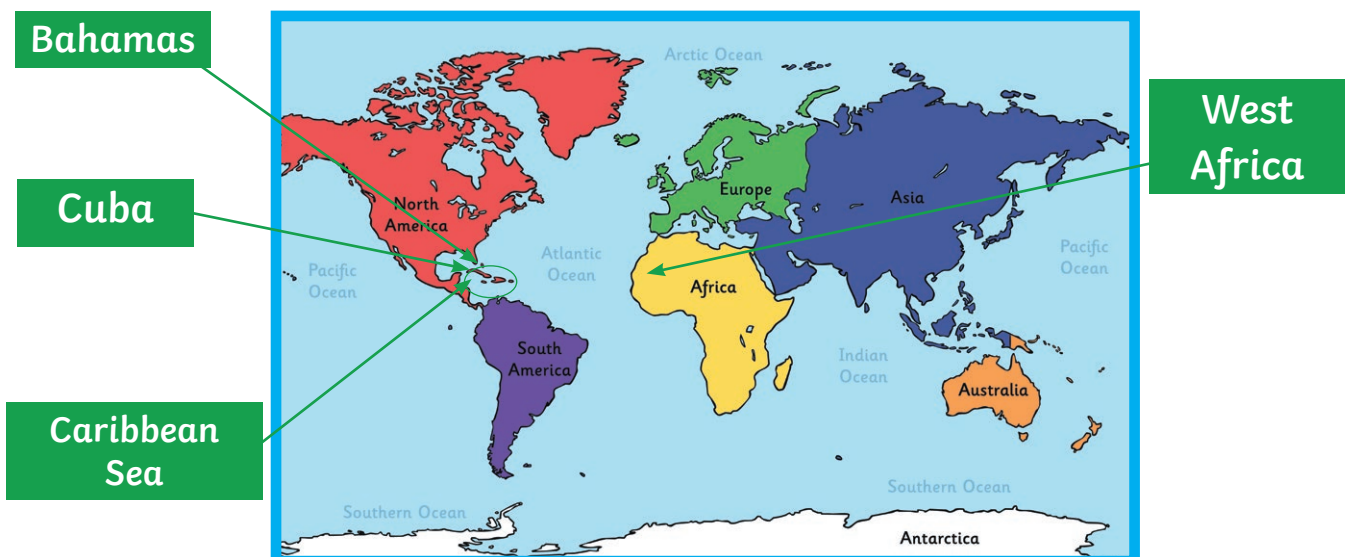 Bahamas
Cuba
Caribbean
Sea
West
Africa
Arctic Ocean
North
America
Europe
Asia
Pacific
Ocean
Atlantic
Ocean
Pacific
Ocean
Africa
South
America
Indian
Ocean
Australia
Southern Ocean
Southern Ocean
Antarctica